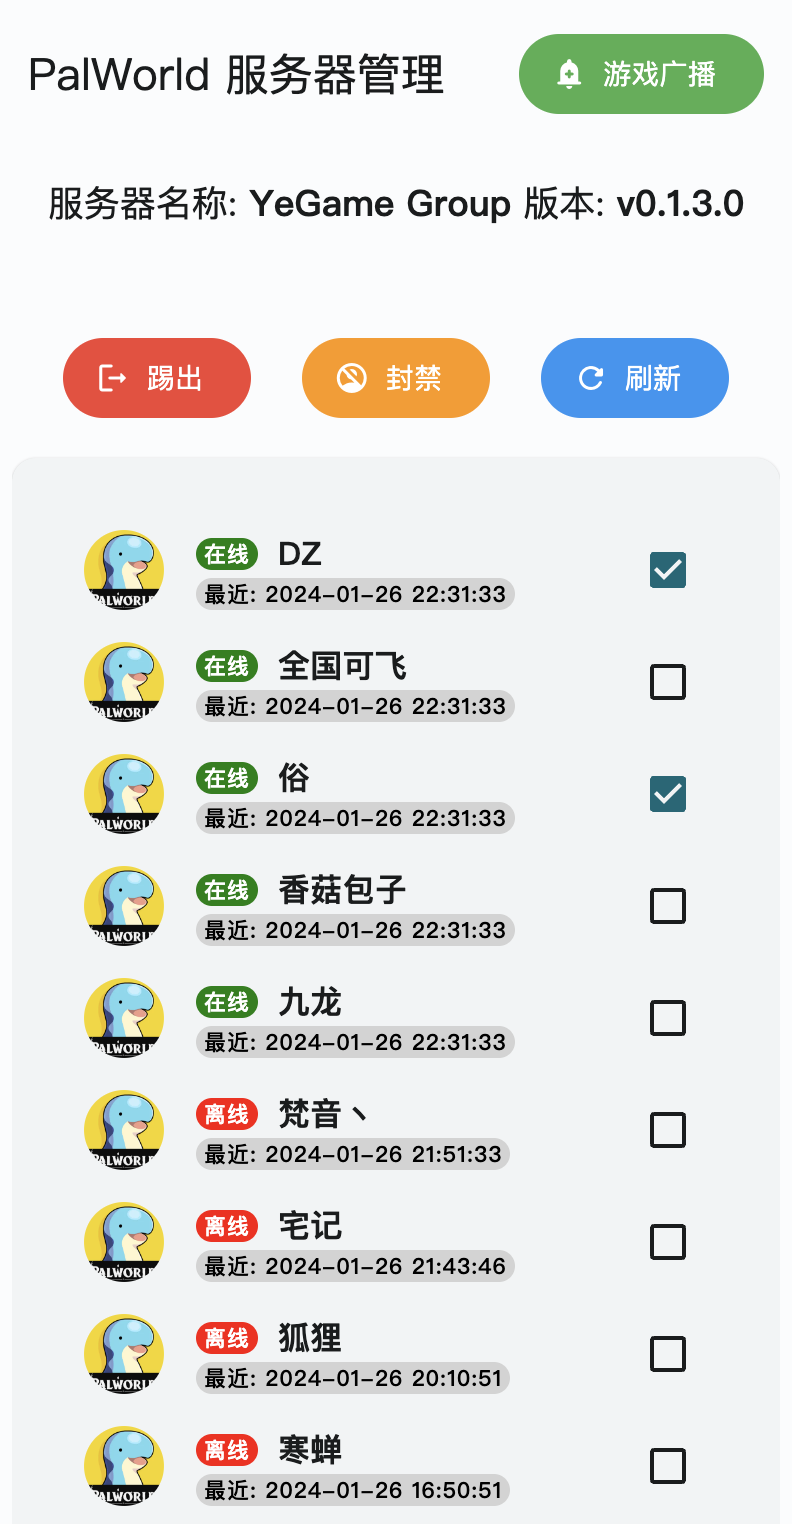 PalWorld 服务器管理
游戏广播
服务器名称: YeGame Group 版本: v0.1.3.0
踢出
封禁
刷新
PALWORLD
在线 DZ
最近: 2024-01-26 22:31:33
PALWORLD
在线 全国可飞
最近: 2024-01-26 22:31:33
PALWORLD
在线 俗
最近: 2024-01-26 22:31:33
PALWORLD
在线 香菇包子
最近: 2024-01-26 22:31:33
PALWORLD
在线 九龙
最近: 2024-01-26 22:31:33
PALWORLD
离线 梵音丶
最近: 2024-01-26 21:51:33
PALWORLD
离线 宅记
最近: 2024-01-26 21:43:46
PALWORLD
离线 狐狸
最近: 2024-01-26 20:10:51
PALWORLD
离线 寒蝉
最近: 2024-01-26 16:50:51